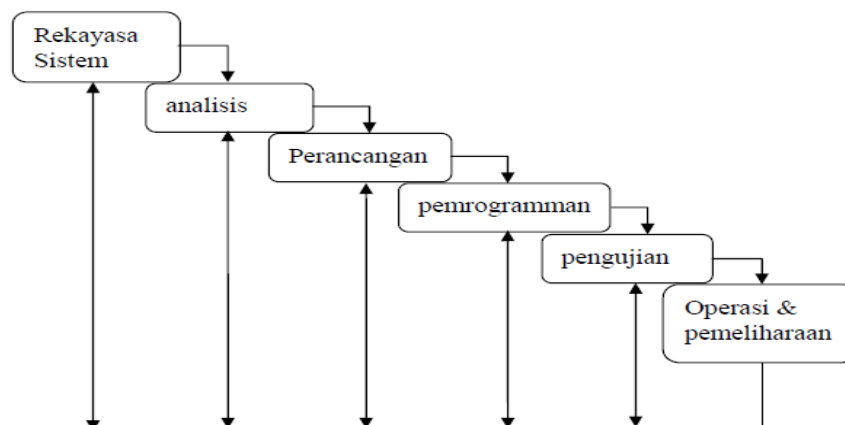 Rekayasa
Sistem
analisis
Perancangan
pemrogramman
pengujian
Operasi &
pemeliharaan